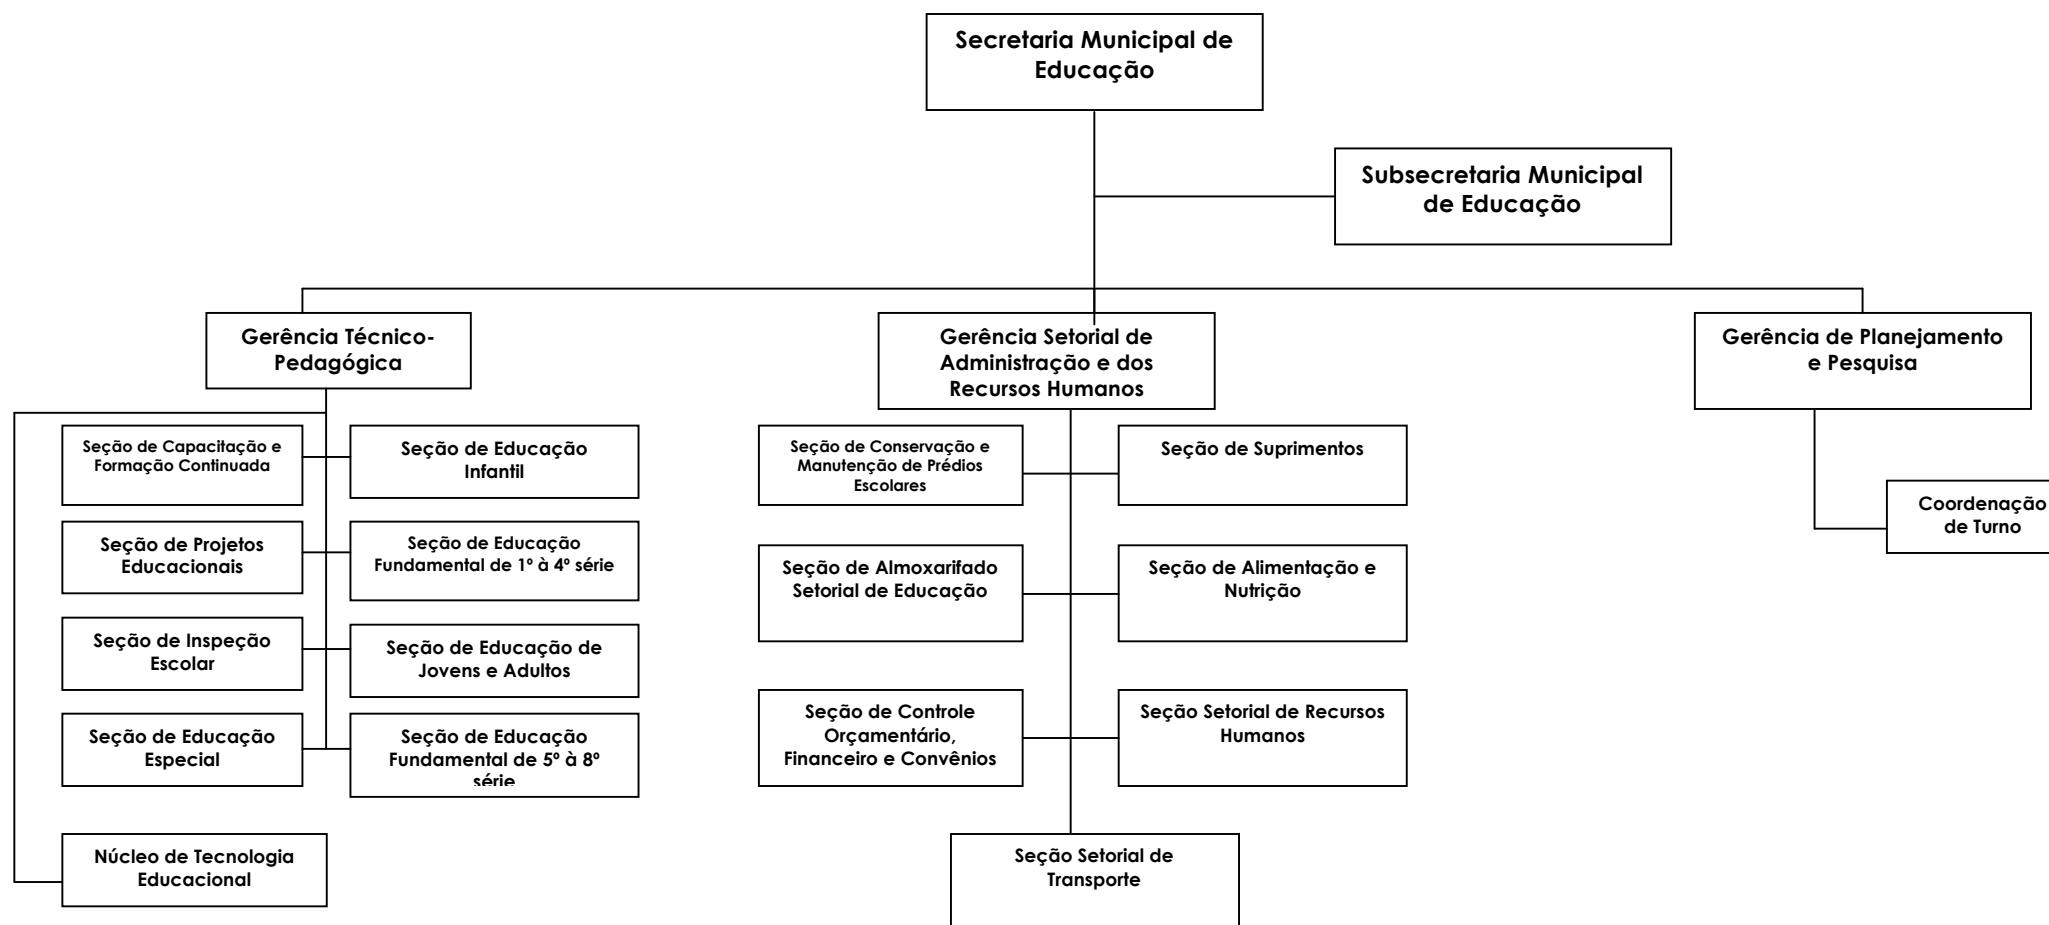 Secretaria Municipal de
Educação
Subsecretaria Municipal
de Educação
Gerência Técnico-
Pedagógica
Gerência Setorial de
Administração e dos
Recursos Humanos
Gerência de Planejamento
e Pesquisa
Seção de Capacitação e
Formação Continuada
Seção de Educação
Infantil
Seção de Projetos
Educacionais
Seção de Educação
Fundamental de 1º à 4º série
Seção de Inspeção
Escolar
Seção de Educação de
Jovens e Adultos
Seção de Educação
Especial
Seção de Educação
Fundamental de 5º à 8º
série
Núcleo de Tecnologia
Educacional
Seção de Conservação e
Manutenção de Prédios
Escolares
Seção de Suprimentos
Seção de Almoxarifado
Setorial de Educação
Seção de Alimentação e
Nutrição
Seção de Controle
Orçamentário,
Financeiro e Convênios
Seção Setorial de Recursos
Humanos
Seção Setorial de
Transporte
Coordenação
de Turno